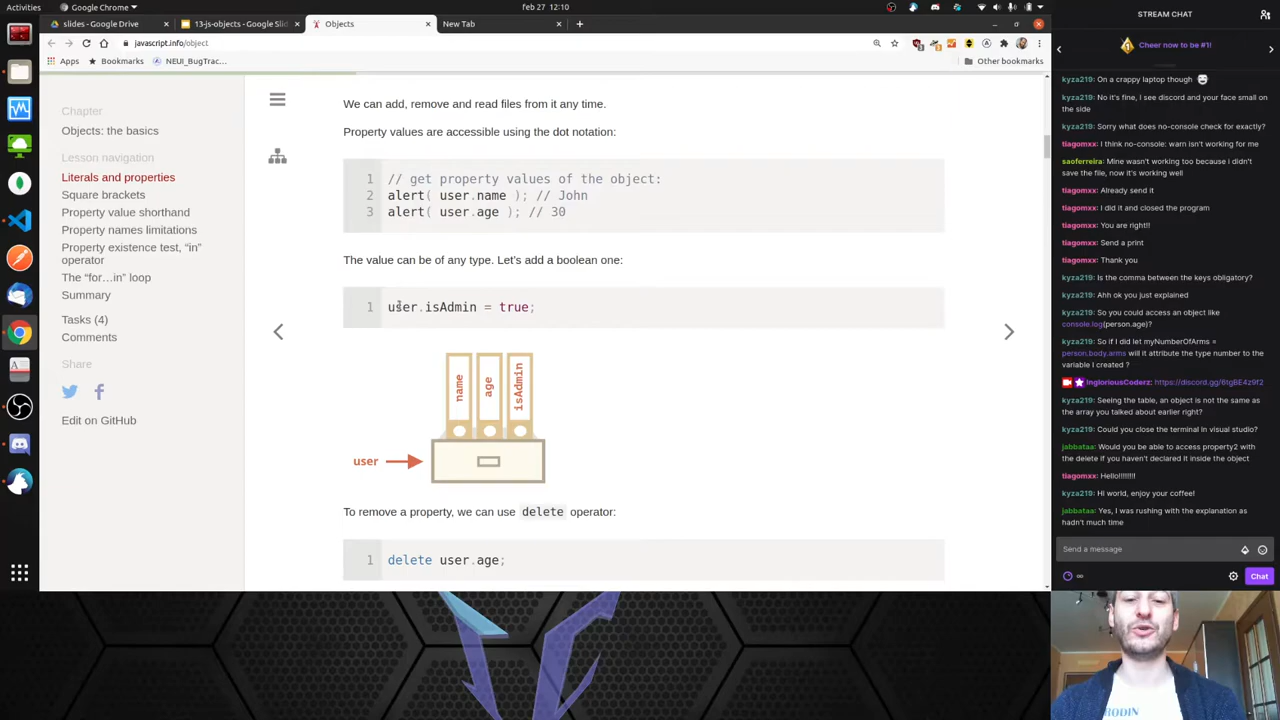 Activities
Google Chrome
feb 27 12:10
slides - Google Drive
13-js-objects - Google Slid
Objects
New Tab
javascript.info/object
Apps
Bookmarks
NEUI_BugTrac...
Other bookmarks
Chapter
Objects: the basics
Lesson navigation
Literals and properties
Square brackets
Property value shorthand
Property names limitations
Property existence test, “in”
operator
The “for…in” loop
Summary
Tasks (4)
Comments
Share
Edit on GitHub
We can add, remove and read files from it any time.
Property values are accessible using the dot notation:
1 // get property values of the object:
2 alert( user.name ); // John
3 alert( user.age ); // 30
The value can be of any type. Let’s add a boolean one:
1 user.isAdmin = true;
name
age
isAdmin
user
To remove a property, we can use delete operator:
1 delete user.age;
STREAM CHAT
Cheer now to be #1!
kyza219: On a crappy laptop though
kyza219: No it's fine, I see discord and your face small on
the side
kyza219: Sorry what does no-console check for exactly?
tiagomxx: I think no-console: warn isn't working for me
saoferreira: Mine wasn't working too because i didn't
save the file, now it's working well
tiagomxx: Already send it
tiagomxx: I did it and closed the program
tiagomxx: You are right!!
tiagomxx: Send a print
tiagomxx: Thank you
kyza219: Is the comma between the keys obligatory?
kyza219: Ahh ok you just explained
kyza219: So you could access an object like
console.log(person.age)?
kyza219: So if I did let myNumberOfArms =
person.body.arms will it attribute the type number to the
variable I created ?
IngloriousCoderz: https://discord.gg/6tgBE4z9f2
kyza219: Seeing the table, an object is not the same as
the array you talked about earlier right?
kyza219: Could you close the terminal in visual studio?
jabbataa: Would you be able to access property2 with
the delete if you haven't declared it inside the object
tiagomxx: Hello!!!!!!!!
kyza219: Hi world, enjoy your coffee!
jabbataa: Yes, I was rushing with the explanation as
hadn't much time
Send a message
Chat
RODIN